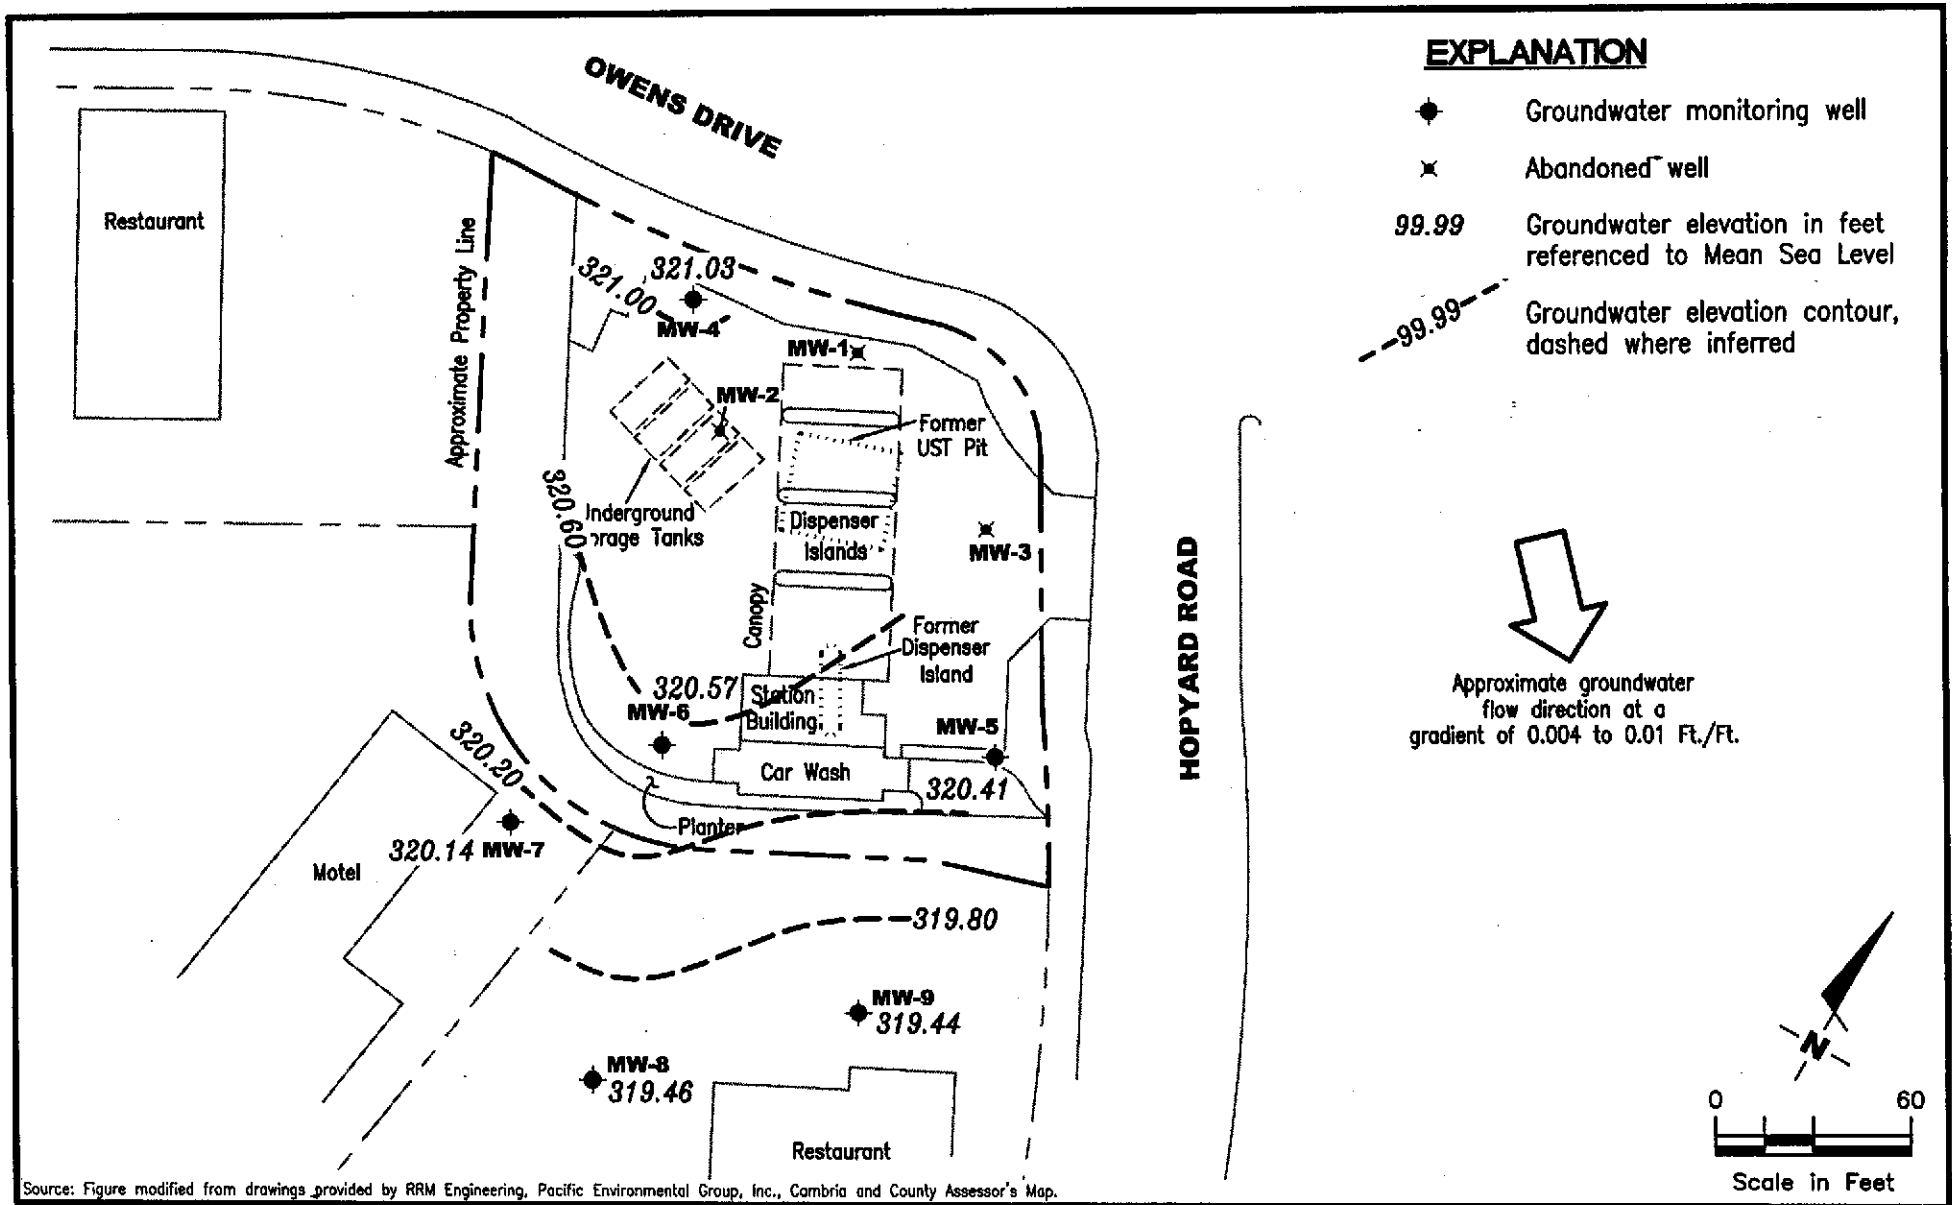 EXPLANATION
Groundwater monitoring well
Abandoned well
99.99
Groundwater elevation in feet
referenced to Mean Sea Level
99.99
Groundwater elevation contour,
dashed where inferred
OWENS DRIVE
Restaurant
Approximate Property Line
321.00
321.03
MW-4
MW-1
MW-2
Former
UST Pit
320.60
nderground
orage Tanks
Dispenser
Islands
MW-3
Canopy
Former
Dispenser
Island
HOPYARD ROAD
320.57
MW-6
Station
Building
MW-5
Car Wash
320.41
320.20
Planter
320.14 MW-7
Motel
319.80
MW-9
319.44
MW-8
319.46
Restaurant
Approximate groundwater
flow direction at a
gradient of 0.004 to 0.01 Ft./Ft.
N
0 60
Scale in Feet
Source: Figure modified from drawings provided by RRM Engineering, Pacific Environmental Group, Inc., Cambria and County Assessor's Map.